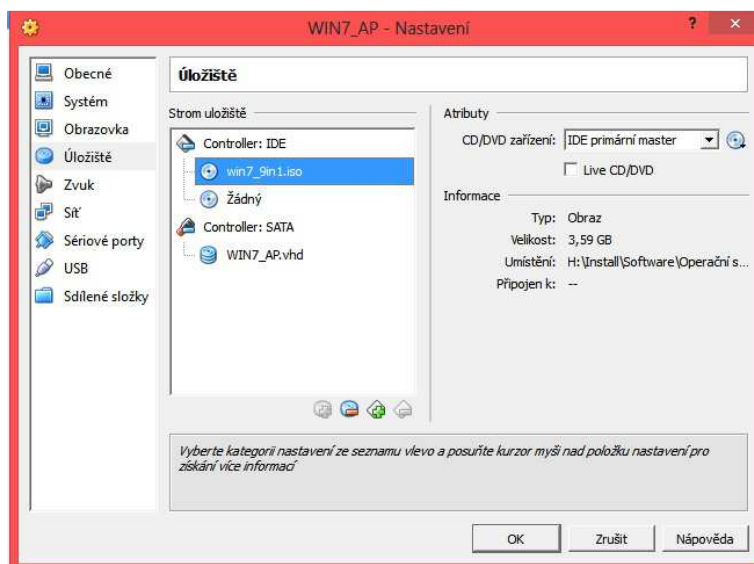 WIN7_AP - Nastavení
?
×
Obecné
Systém
Obrazovka
Úložiště
Zvuk
Síť
Sériové porty
USB
Sdílené složky
Úložiště
Strom uložiště
Controller: IDE
win7_9in1.iso
Žádný
Controller: SATA
WIN7_AP.vhd
Atributy
CD/DVD zařízení: IDE primární master
Live CD/DVD
Informace
Typ: Obraz
Velikost: 3,59 GB
Umístění: H:\Install\Software\Operační s...
Připojen k: --
Vyberte kategorii nastavení ze seznamu vlevo a posuňte kurzor myši nad položku nastavení pro
získání více informací
OK Zrušit Nápověda